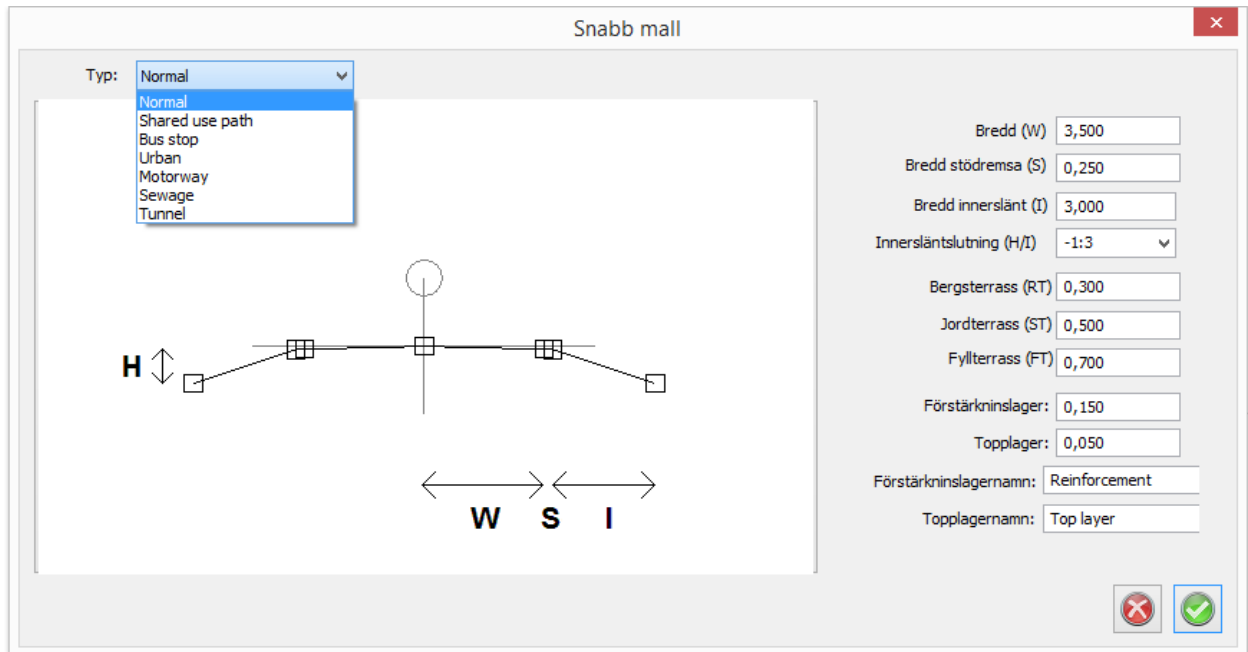 Snabb mall
Typ: Normal
Normal
Shared use path
Bus stop
Urban
Motorway
Sewage
Tunnel
H
W S I
Bredd (W) 3,500
Bredd stödremsa (S) 0,250
Bredd innerslänt (I) 3,000
Innersläntslutning (H/I) -1:3
Bergsterrass (RT) 0,300
Jordterrass (ST) 0,500
Fyllterrass (FT) 0,700
Förstärkninslager: 0,150
Topplager: 0,050
Förstärkninslagernamn: Reinforcement
Topplagernamn: Top layer